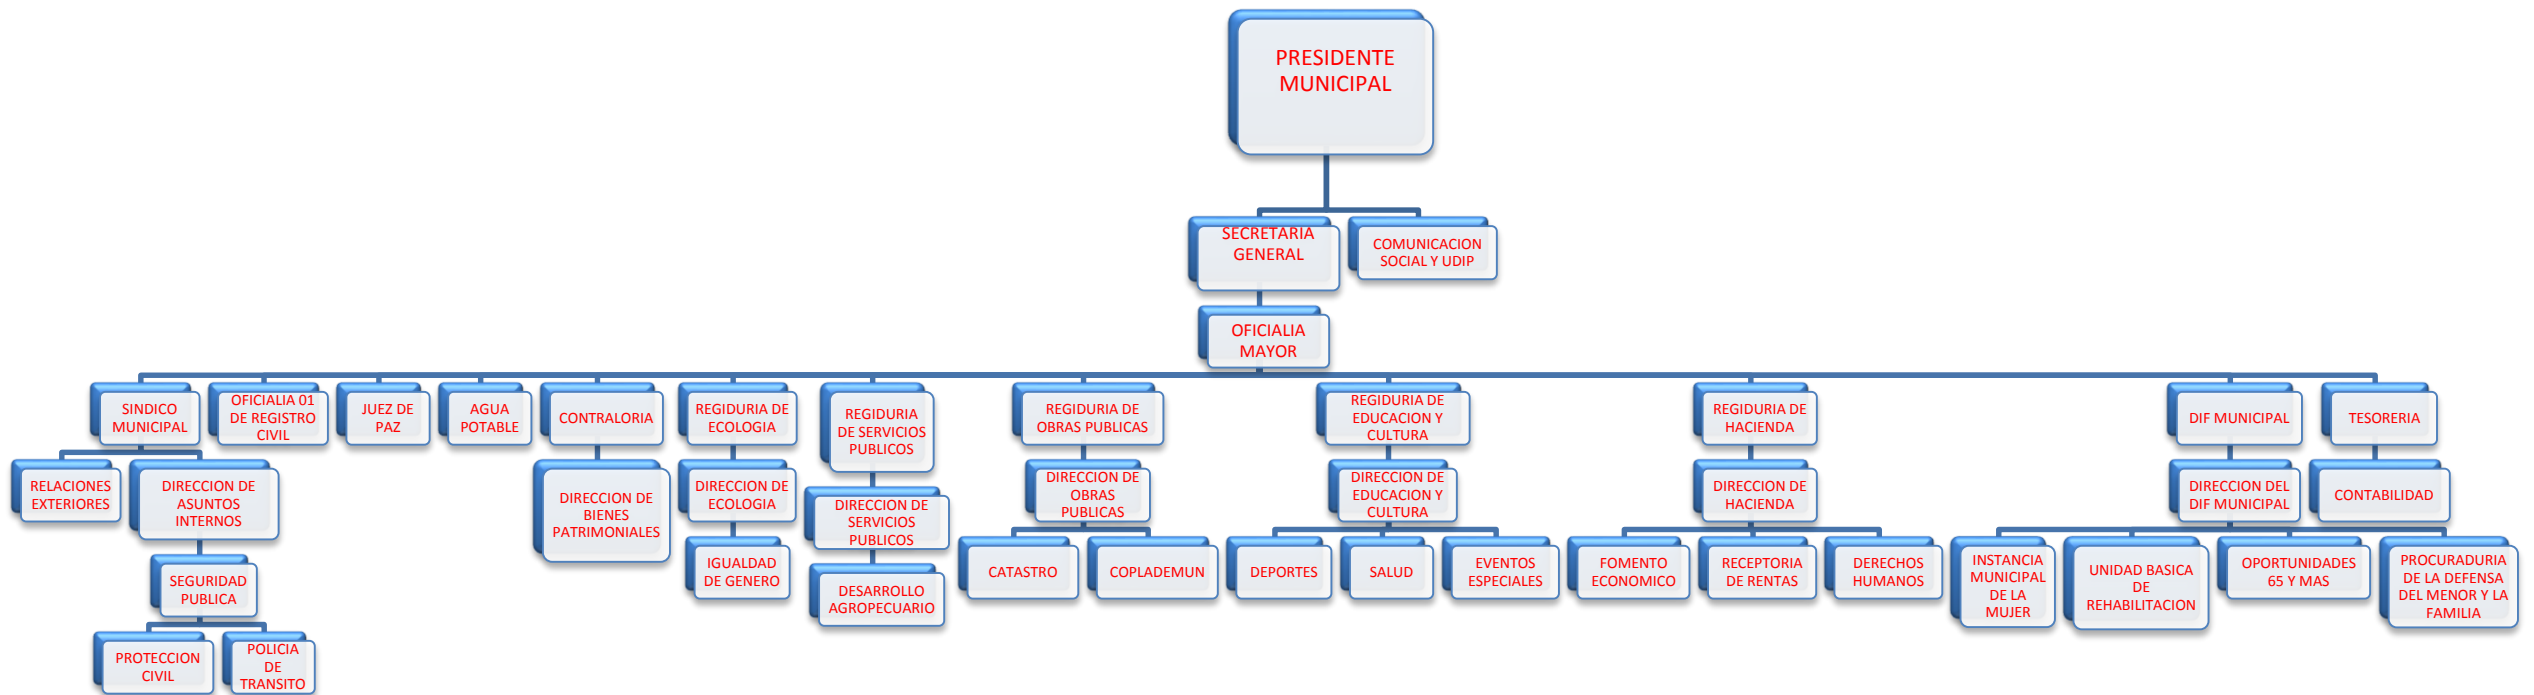 PRESIDENTE
MUNICIPAL
SECRETARIA
GENERAL
COMUNICACION
SOCIAL Y UDIP
OFICIALIA
MAYOR
SINDICO
MUNICIPAL
OFICIALIA 01
DE REGISTRO
CIVIL
JUEZ DE
PAZ
AGUA
POTABLE
CONTRALORIA
REGIDURIA DE
ECOLOGIA
REGIDURIA
DE SERVICIOS
PUBLICOS
REGIDURIA DE
OBRAS PUBLICAS
REGIDURIA DE
EDUCACION Y
CULTURA
REGIDURIA DE
HACIENDA
DIF MUNICIPAL
TESORERIA
RELACIONES
EXTERIORES
DIRECCION DE
ASUNTOS
INTERNOS
DIRECCION DE
BIENES
PATRIMONIALES
DIRECCION DE
ECOLOGIA
DIRECCION DE
SERVICIOS
PUBLICOS
DIRECCION DE
OBRAS
PUBLICAS
DIRECCION DE
EDUCACION Y
CULTURA
DIRECCION DE
HACIENDA
DIRECCION DEL
DIF MUNICIPAL
CONTABILIDAD
SEGURIDAD
PUBLICA
IGUALDAD
DE GENERO
DESARROLLO
AGROPECUARIO
CATASTRO
COPLADEMUN
DEPORTES
SALUD
EVENTOS
ESPECIALES
FOMENTO
ECONOMICO
RECEPTORIA
DE RENTAS
DERECHOS
HUMANOS
INSTANCIA
MUNICIPAL
DE LA
MUJER
UNIDAD BASICA
DE
REHABILITACION
OPORTUNIDADES
65 Y MAS
PROCURADURIA
DE LA DEFENSA
DEL MENOR Y LA
FAMILIA
PROTECCION
CIVIL
POLICIA
DE
TRANSITO